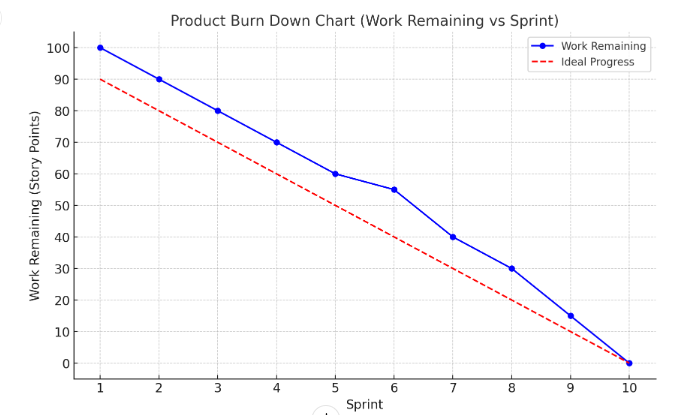 Product Burn Down Chart (Work Remaining vs Sprint)
Work Remaining
Ideal Progress
Work Remaining (Story Points)
100
90
80
70
60
50
40
30
20
10
0
1 2 3 4 5 6 7 8 9 10
Sprint